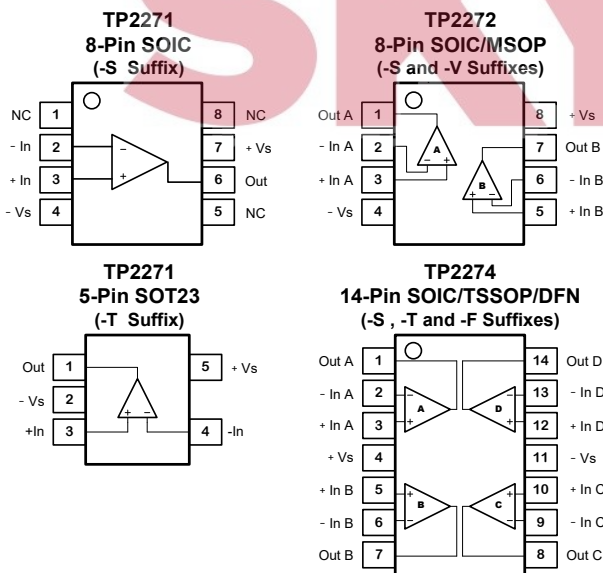 TP2271
8-Pin SOIC
(-S Suffix)
NC 1 8 NC
- In 2 7 + Vs
+ In 3 6 Out
- Vs 4 5 NC
- +
TP2272
8-Pin SOIC/MSOP
(-S and -V Suffixes)
Out A 1 8 + Vs
- In A 2 7 Out B
+ In A 3 6 - In B
- Vs 4 5 + In B
A - +
B + -
TP2271
5-Pin SOT23
(-T Suffix)
Out 1 5 + Vs
- Vs 2
+In 3 4 -In
+ -
TP2274
14-Pin SOIC/TSSOP/DFN
(-S , -T and -F Suffixes)
Out A 1 14 Out D
- In A 2 13 - In D
+ In A 3 12 + In D
+ Vs 4 11 - Vs
+ In B 5 10 + In C
- In B 6 9 - In C
Out B 7 8 Out C
- A + - D +
+ B - + C -